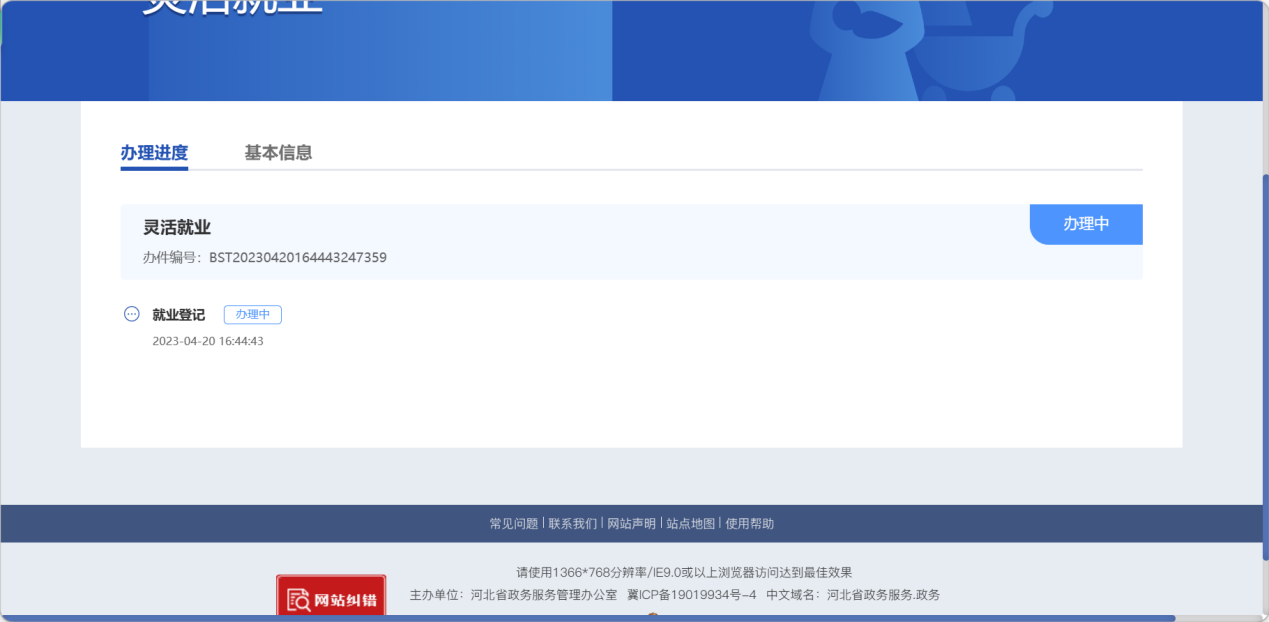 灵活就业
办理进度 基本信息
灵活就业
办理中
办件编号：BST20230420164443247359
就业登记 办理中
2023-04-20 16:44:43
常见问题 | 联系我们 | 网站声明 | 站点地图 | 使用帮助
请使用1366*768分辨率/IE9.0或以上浏览器访问达到最佳效果
网站纠错
主办单位：河北省政务服务管理办公室 冀ICP备19019934号-4 中文域名：河北省政务服务.政务